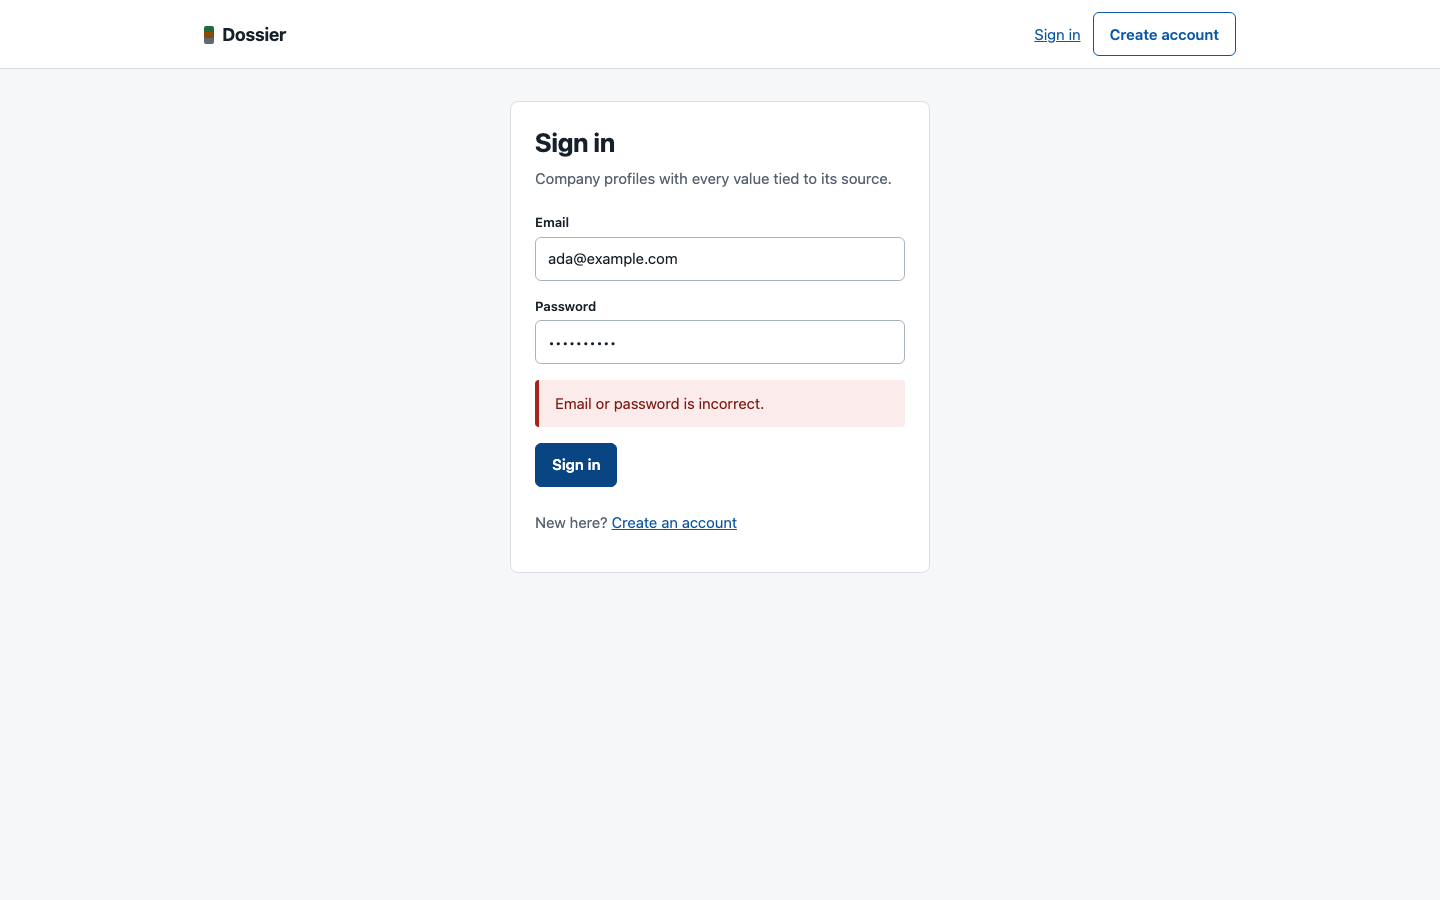 Dossier
Sign in
Create account
Sign in
Company profiles with every value tied to its source.
Email
ada@example.com
Password
••••••••••
Email or password is incorrect.
Sign in
New here? Create an account